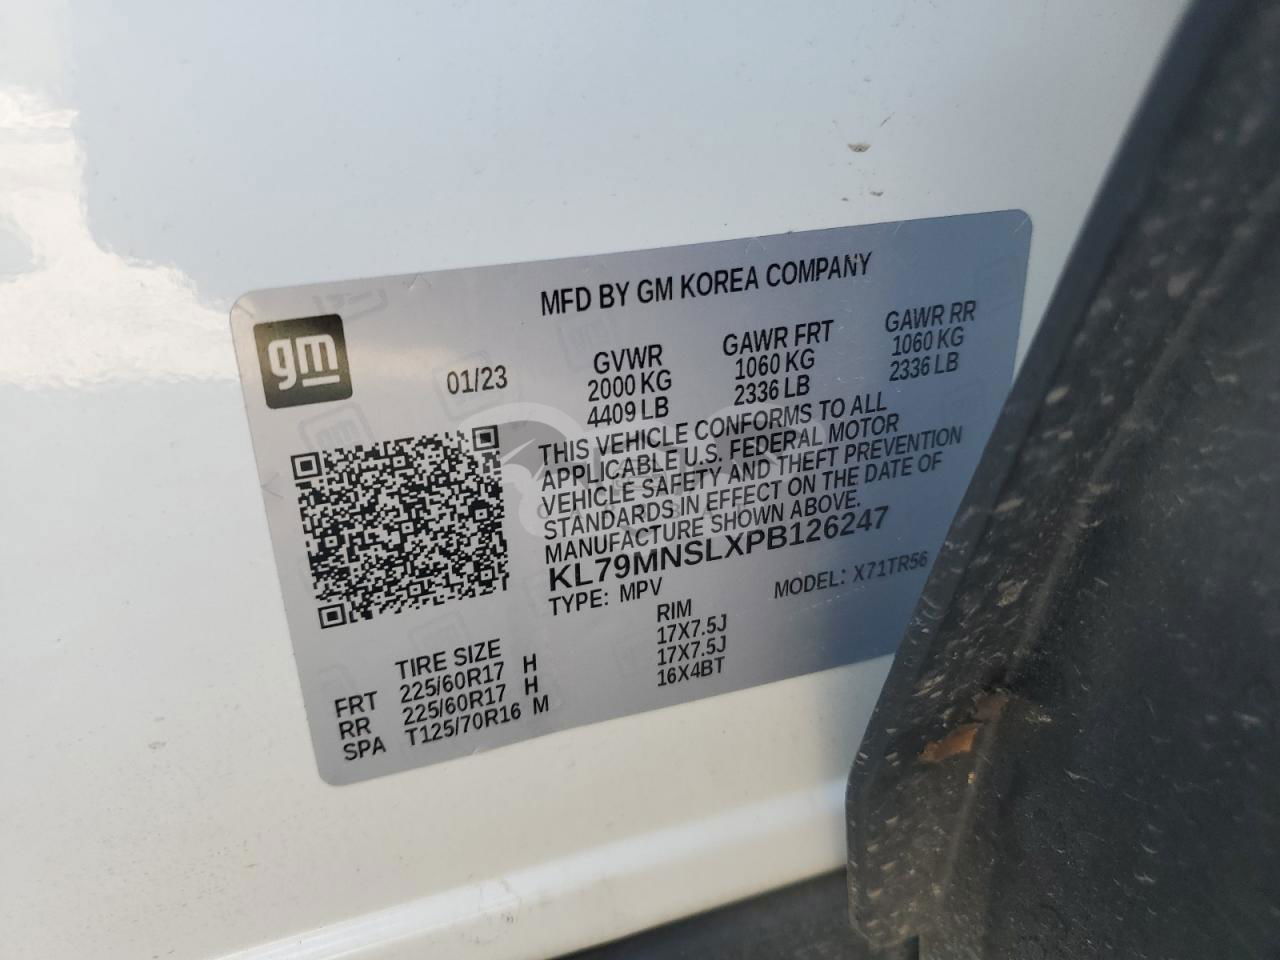 MFD BY GM KOREA COMPANY
gm
01/23
GVWR
2000 KG
4409 LB
GAWR FRT
1060 KG
2336 LB
GAWR RR
1060 KG
2336 LB
THIS VEHICLE CONFORMS TO ALL
APPLICABLE U.S. FEDERAL MOTOR
VEHICLE SAFETY AND THEFT PREVENTION
STANDARDS IN EFFECT ON THE DATE OF
MANUFACTURE SHOWN ABOVE.
KL79MNSLXPB126247
TYPE: MPV
MODEL: X71TR56
TIRE SIZE
RIM
FRT 225/60R17 H 17X7.5J
RR 225/60R17 H 17X7.5J
SPA T125/70R16 M 16X4BT